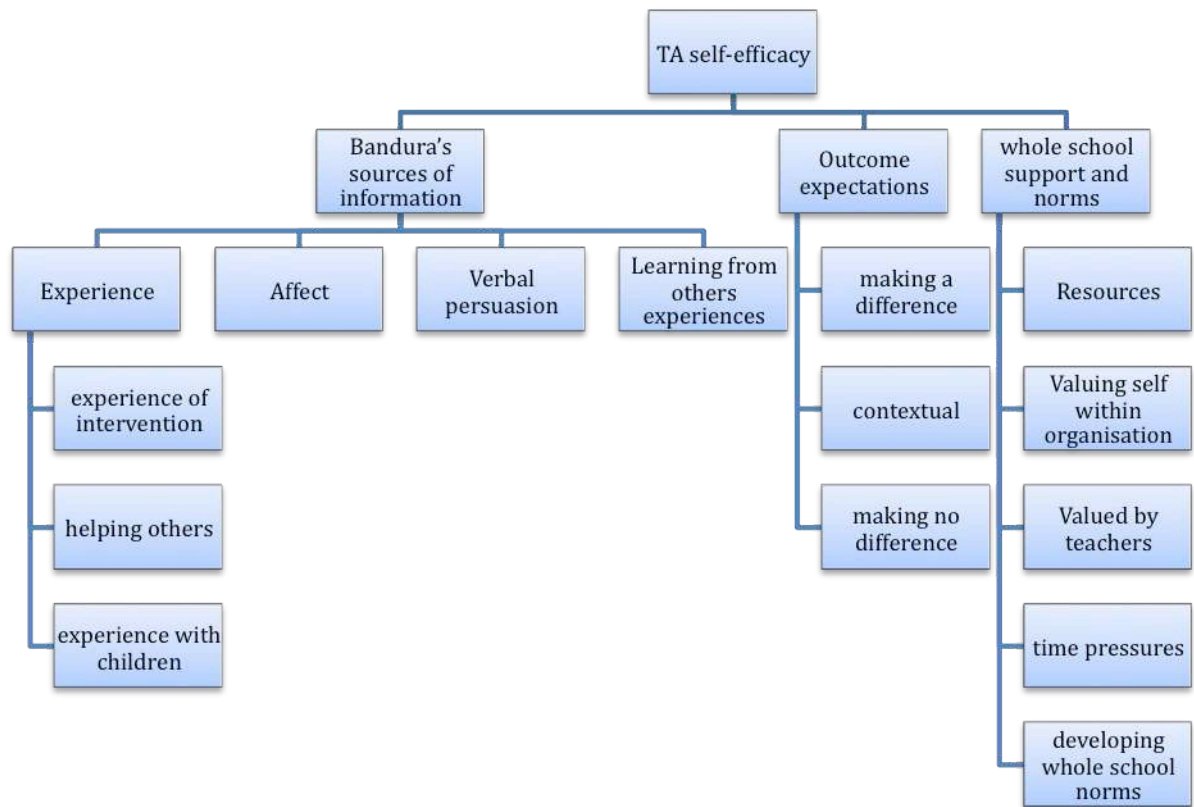 TA self-efficacy
Bandura's
sources of
information
Outcome
expectations
whole school
support and
norms
Experience
Affect
Verbal
persuasion
Learning from
others
experiences
making a
difference
Resources
experience of
intervention
contextual
Valuing self
within
organisation
helping others
making no
difference
Valued by
teachers
experience with
children
time pressures
developing
whole school
norms